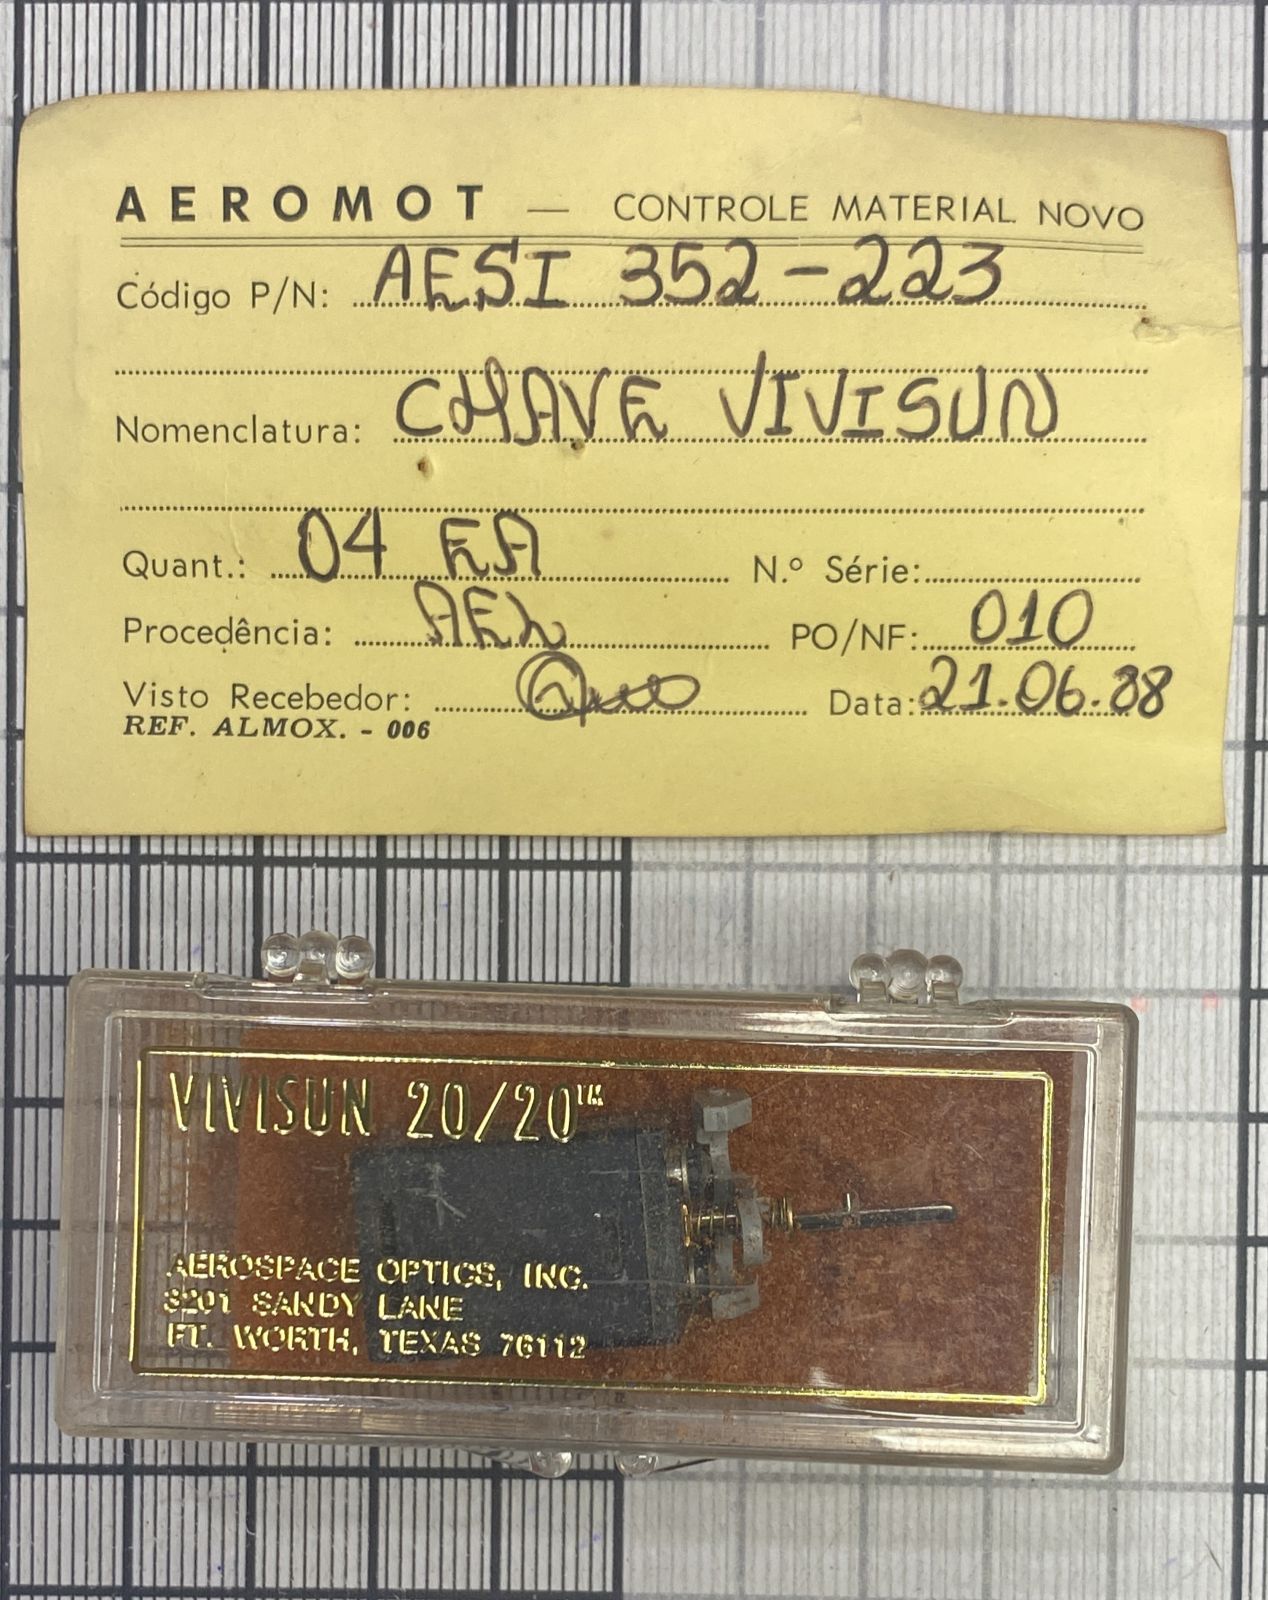 AEROMOT — CONTROLE MATERIAL NOVO
Código P/N: AESI 352-223
Nomenclatura: CHAVE VIVISUN
Quant.: 04 EA N.º Série:
Procedência: AEL PO/NF: 010
Visto Recebedor: Data: 21.06.88
REF. ALMOX. - 006
VIVISUN 20/20™
AEROSPACE OPTICS, INC.
3201 SANDY LANE
FT. WORTH, TEXAS 76112